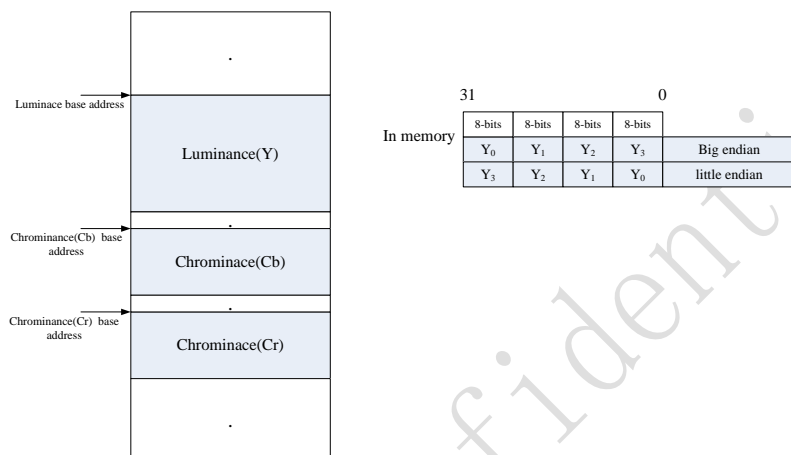 Luminace base address
Luminance(Y)
Chrominance(Cb) base
address
Chrominace(Cb)
Chrominance(Cr) base
address
Chrominace(Cr)
31 0
In memory
8-bits 8-bits 8-bits 8-bits
Y0 Y1 Y2 Y3 Big endian
Y3 Y2 Y1 Y0 little endian
fident